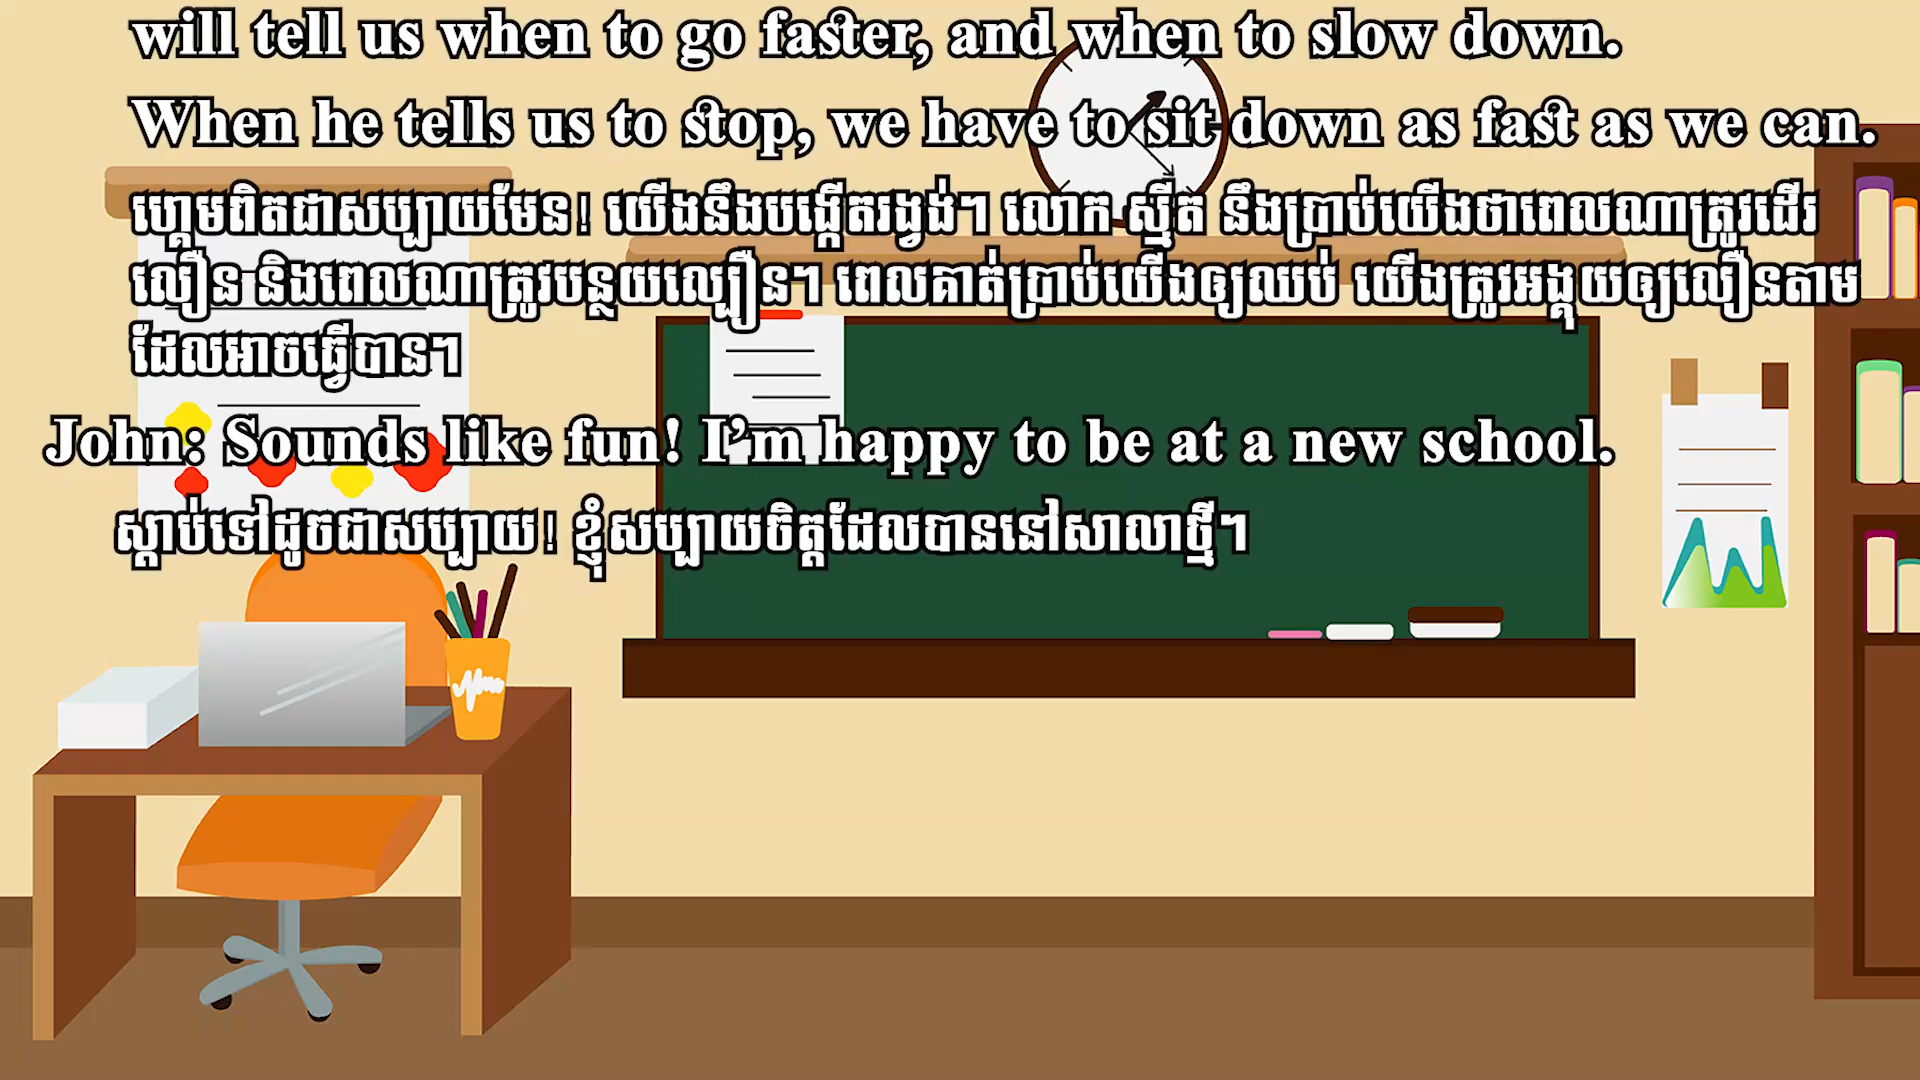 will tell us when to go faster, and when to slow down.
When he tells us to stop, we have to sit down as fast as we can.
ហ្គេមពិតជាសប្បាយមែន! យើងនឹងបង្កើតរង្វង់។ លោក ស្មីត នឹងប្រាប់យើងថាពេលណាត្រូវដើរ
លឿន និងពេលណាត្រូវបន្ថយល្បឿន។ ពេលគាត់ប្រាប់យើងឲ្យឈប់ យើងត្រូវអង្គុយឲ្យលឿនតាម
ដែលអាចធ្វើបាន។
John: Sounds like fun! I’m happy to be at a new school.
ស្តាប់ទៅដូចជាសប្បាយ! ខ្ញុំសប្បាយចិត្តដែលបាននៅសាលាថ្មី។